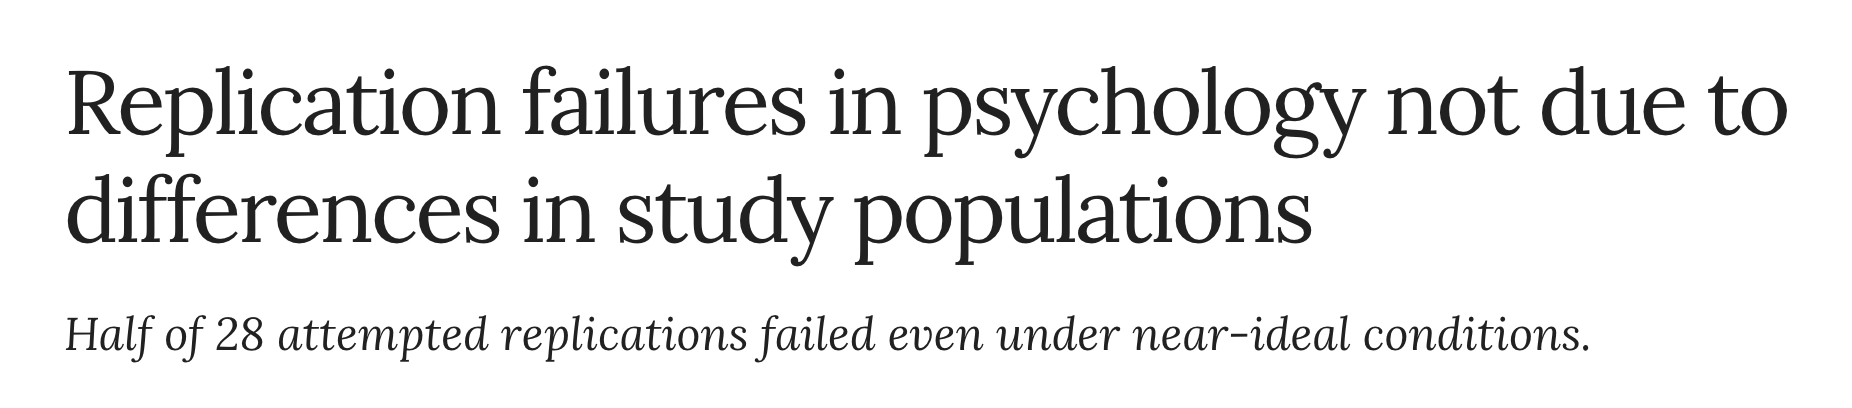 Replication failures in psychology not due to
differences in study populations
Half of 28 attempted replications failed even under near-ideal conditions.